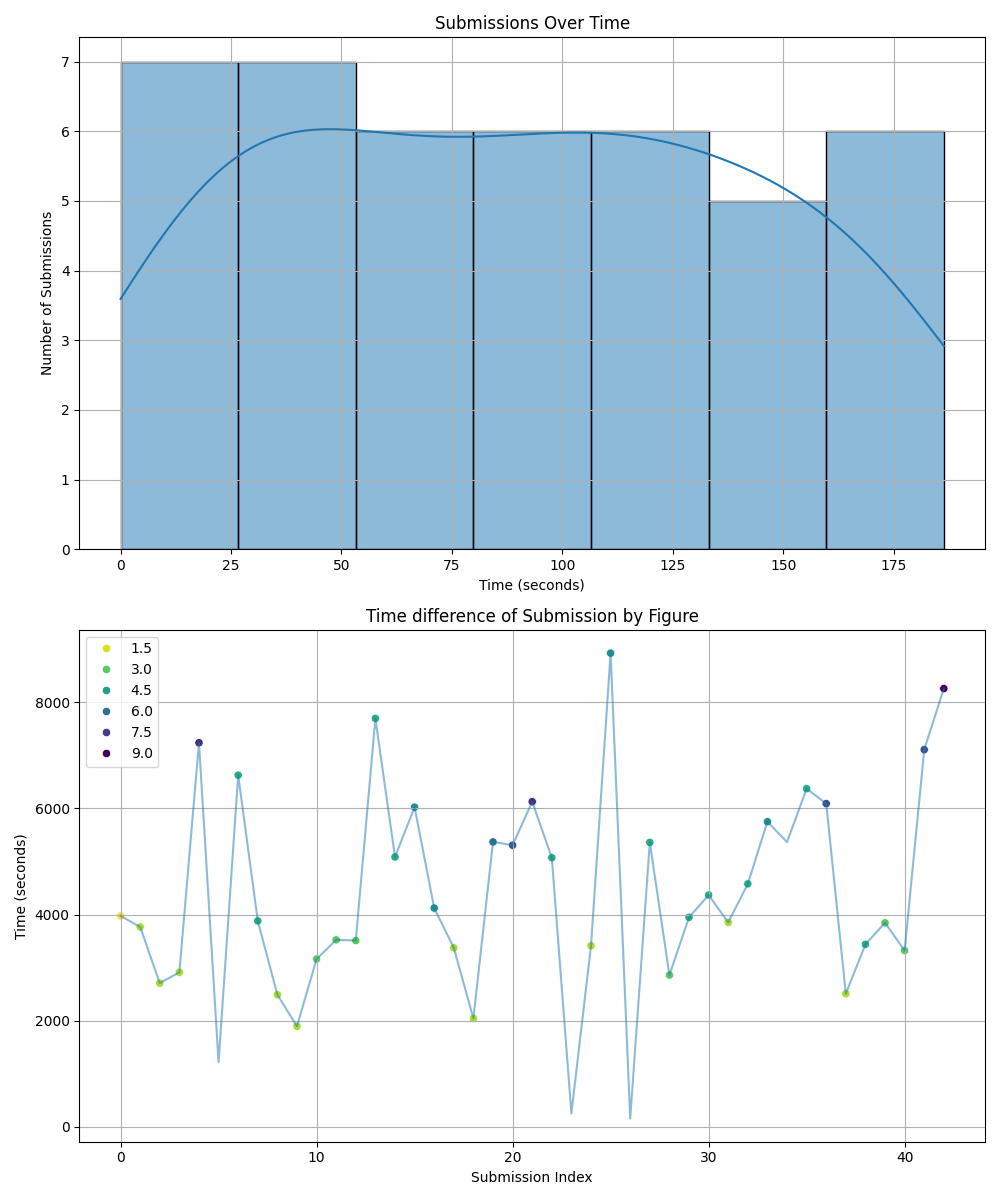 Submissions Over Time
7
6
5
4
3
2
1
0
Number of Submissions
0 25 50 75 100 125 150 175
Time (seconds)
Time difference of Submission by Figure
1.5
3.0
4.5
6.0
7.5
9.0
8000
6000
4000
2000
0
Time (seconds)
0 10 20 30 40
Submission Index